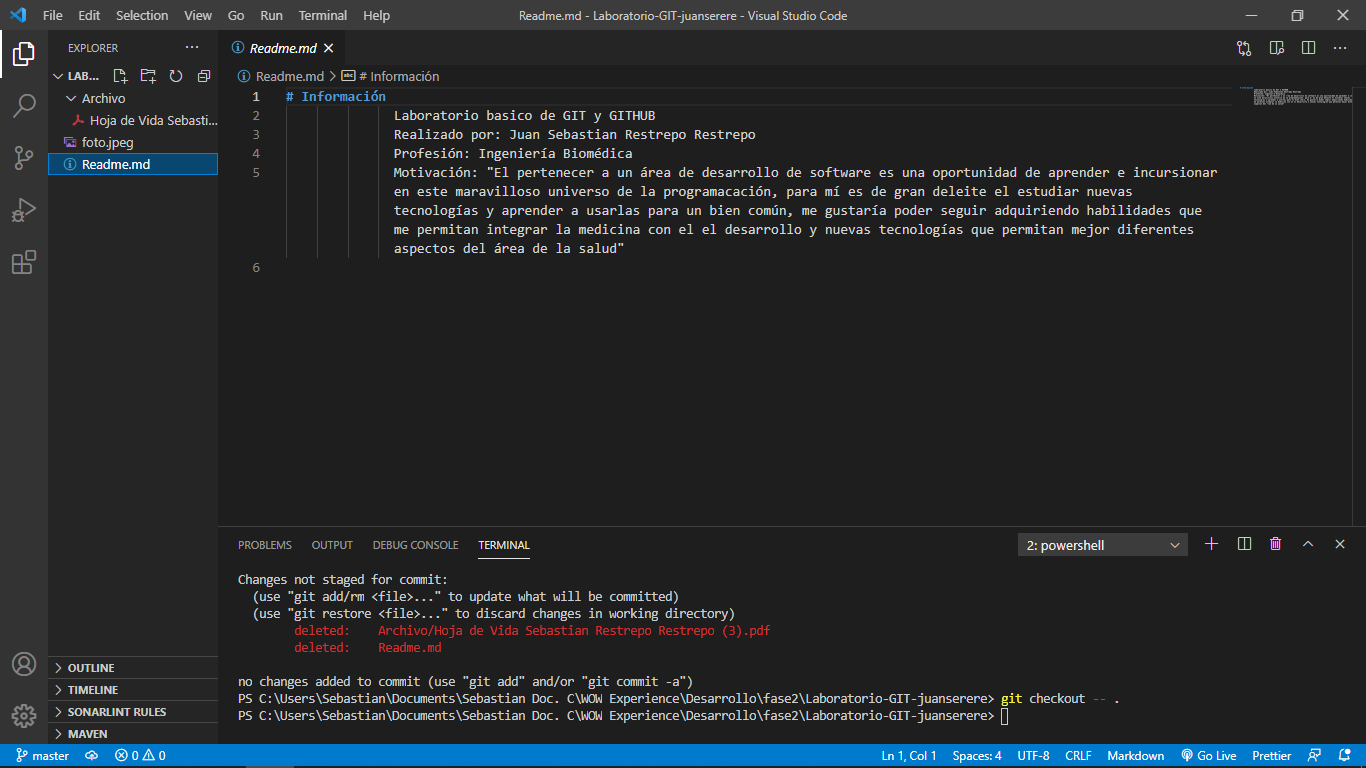 File Edit Selection View Go Run Terminal Help
Readme.md - Laboratorio-GIT-juanserere - Visual Studio Code
EXPLORER
LAB...
Archivo
Hoja de Vida Sebasti...
foto.jpeg
Readme.md
OUTLINE
TIMELINE
SONARLINT RULES
MAVEN
Readme.md
Readme.md > # Información
1 # Información
2 Laboratorio basico de GIT y GITHUB
3 Realizado por: Juan Sebastian Restrepo Restrepo
4 Profesión: Ingeniería Biomédica
5 Motivación: "El pertenecer a un área de desarrollo de software es una oportunidad de aprender e incursionar
en este maravilloso universo de la programacación, para mí es de gran deleite el estudiar nuevas
tecnologías y aprender a usarlas para un bien común, me gustaría poder seguir adquiriendo habilidades que
me permitan integrar la medicina con el el desarrollo y nuevas tecnologías que permitan mejor diferentes
aspectos del área de la salud"
6
PROBLEMS OUTPUT DEBUG CONSOLE TERMINAL
2: powershell
Changes not staged for commit:
(use "git add/rm <file>..." to update what will be committed)
(use "git restore <file>..." to discard changes in working directory)
deleted: Archivo/Hoja de Vida Sebastian Restrepo Restrepo (3).pdf
deleted: Readme.md
no changes added to commit (use "git add" and/or "git commit -a")
PS C:\Users\Sebastian\Documents\Sebastian Doc. C\WOW Experience\Desarrollo\fase2\Laboratorio-GIT-juanserere> git checkout -- .
PS C:\Users\Sebastian\Documents\Sebastian Doc. C\WOW Experience\Desarrollo\fase2\Laboratorio-GIT-juanserere>
master 0 0 Ln 1, Col 1 Spaces: 4 UTF-8 CRLF Markdown Go Live Prettier